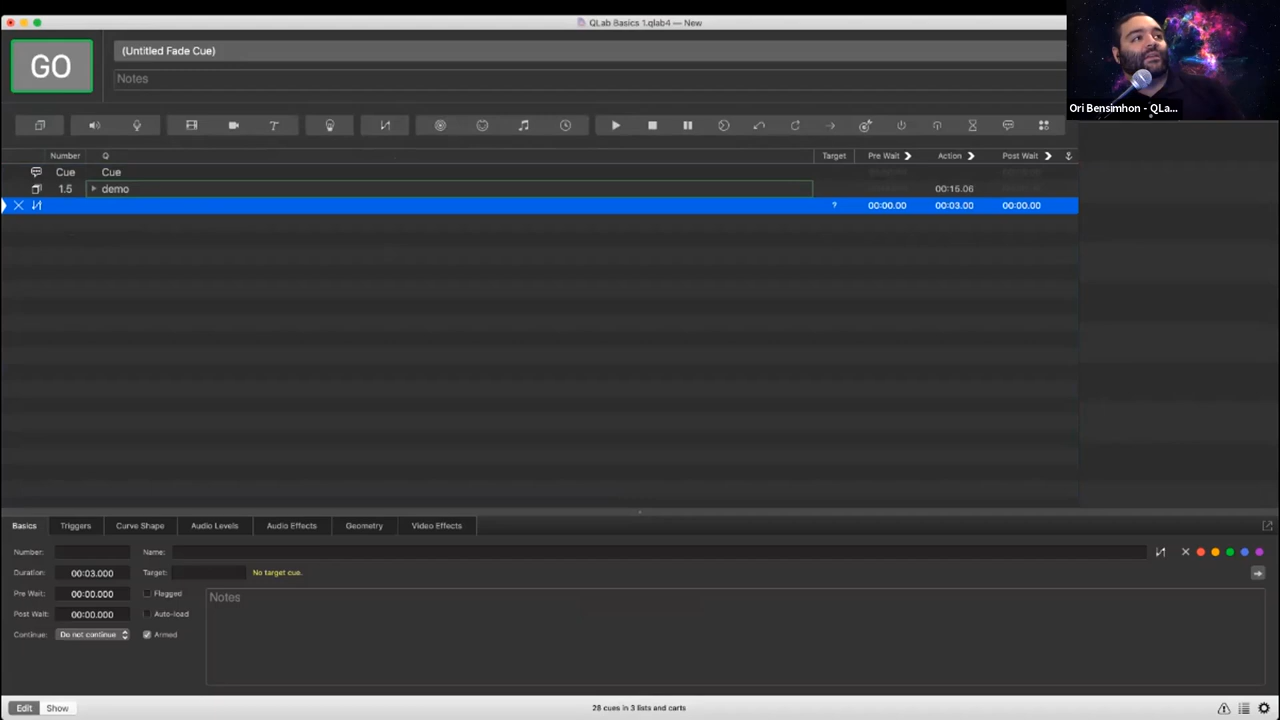 QLab Basics 1.qlab4 — New
GO
(Untitled Fade Cue)
Notes
Ori Bensimhon - QLa...
Number Q Target Pre Wait Action Post Wait
Cue Cue
1.5 demo 00:16.06
? 00:00.00 00:03.00 00:00.00
Basics Triggers Curve Shape Audio Levels Audio Effects Geometry Video Effects
Number: Name:
Duration: 00:03.000 Target: No target cue.
Pre Wait: 00:00.000 Flagged Notes
Post Wait: 00:00.000 Auto-load
Continue: Do not continue Armed
Edit Show 28 cues in 3 lists and carts